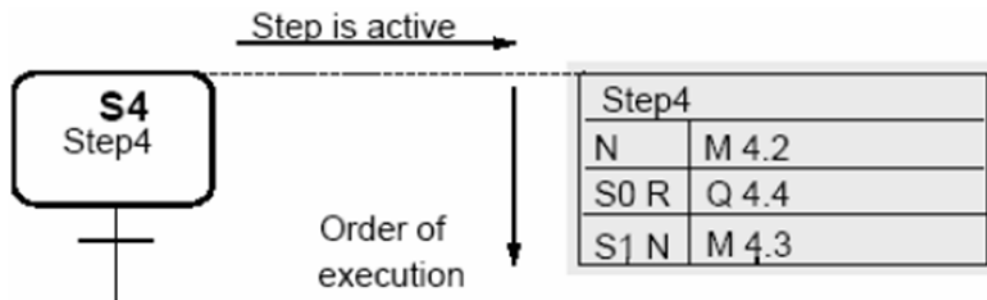 Step is active
S4
Step4
Order of
execution
Step4
N M 4.2
S0 R Q 4.4
S1 N M 4.3